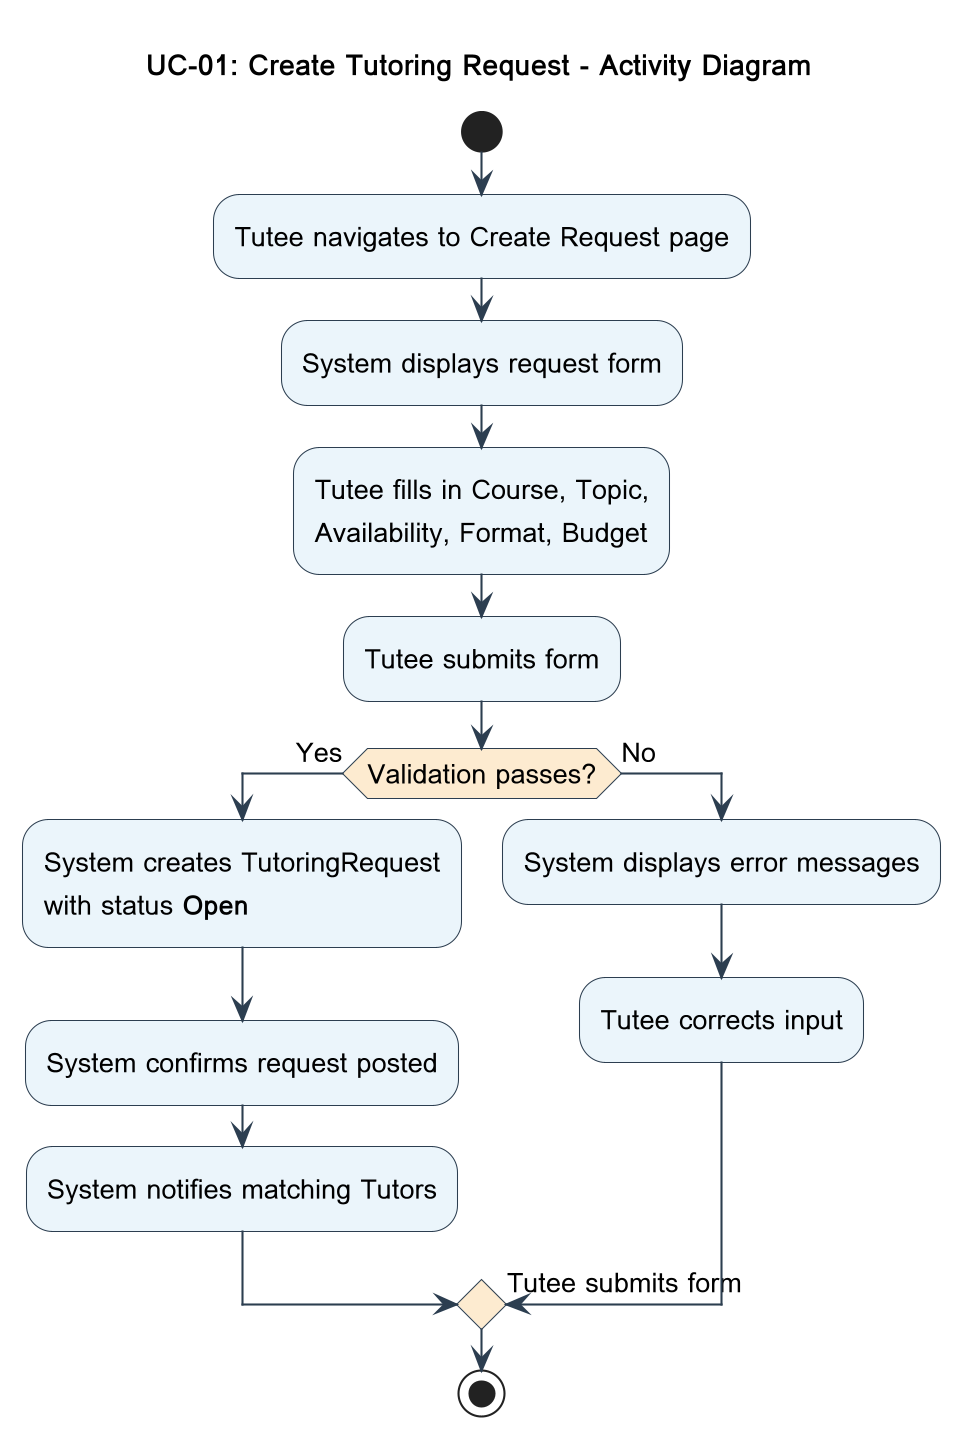 UC-01: Create Tutoring Request - Activity Diagram
Tutee navigates to Create Request page
System displays request form
Tutee fills in Course, Topic,
Availability, Format, Budget
Tutee submits form
Validation passes?
Yes
No
System creates TutoringRequest
with status Open
System confirms request posted
System notifies matching Tutors
System displays error messages
Tutee corrects input
Tutee submits form